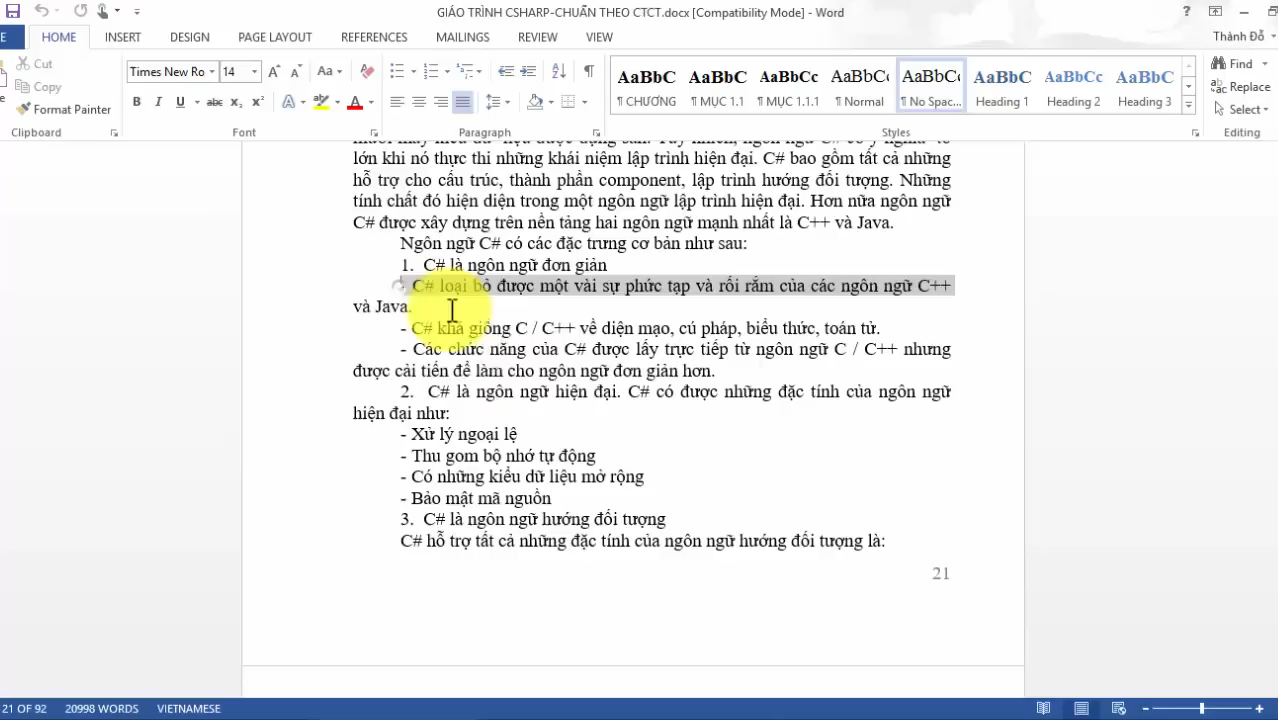 GIÁO TRÌNH CSHARP-CHUẨN THEO CTCT.docx [Compatibility Mode] - Word
HOME INSERT DESIGN PAGE LAYOUT REFERENCES MAILINGS REVIEW VIEW Thành Đỗ
Cut
Copy
Format Painter
Clipboard
Times New Ro 14
Font
Paragraph
AaBbC AaBbC AaBbCc AaBbC AaBbC AaBbC AaBbCc AaBbC
¶ CHƯƠNG ¶ MỤC 1.1 ¶ MỤC 1.1.1 ¶ Normal ¶ No Spac... Heading 1 Heading 2 Heading 3
Styles
Find
Replace
Select
Editing
lớn khi nó thực thi những khái niệm lập trình hiện đại. C# bao gồm tất cả những
hỗ trợ cho cấu trúc, thành phần component, lập trình hướng đối tượng. Những
tính chất đó hiện diện trong một ngôn ngữ lập trình hiện đại. Hơn nữa ngôn ngữ
C# được xây dựng trên nền tảng hai ngôn ngữ mạnh nhất là C++ và Java.
Ngôn ngữ C# có các đặc trưng cơ bản như sau:
1. C# là ngôn ngữ đơn giản
C# loại bỏ được một vài sự phức tạp và rối rắm của các ngôn ngữ C++
và Java.
- C# khá giống C / C++ về diện mạo, cú pháp, biểu thức, toán tử.
- Các chức năng của C# được lấy trực tiếp từ ngôn ngữ C / C++ nhưng
được cải tiến để làm cho ngôn ngữ đơn giản hơn.
2. C# là ngôn ngữ hiện đại. C# có được những đặc tính của ngôn ngữ
hiện đại như:
- Xử lý ngoại lệ
- Thu gom bộ nhớ tự động
- Có những kiểu dữ liệu mở rộng
- Bảo mật mã nguồn
3. C# là ngôn ngữ hướng đối tượng
C# hỗ trợ tất cả những đặc tính của ngôn ngữ hướng đối tượng là:
21
21 OF 92 20998 WORDS VIETNAMESE